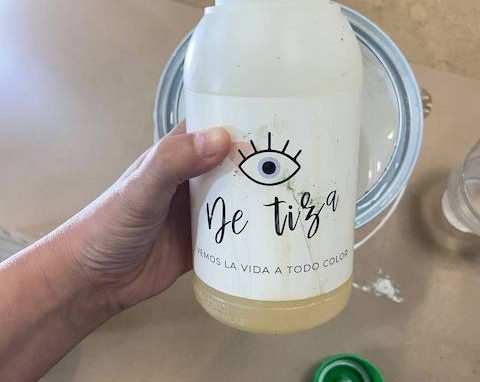 De tiza
VEMOS LA VIDA A TODO COLOR